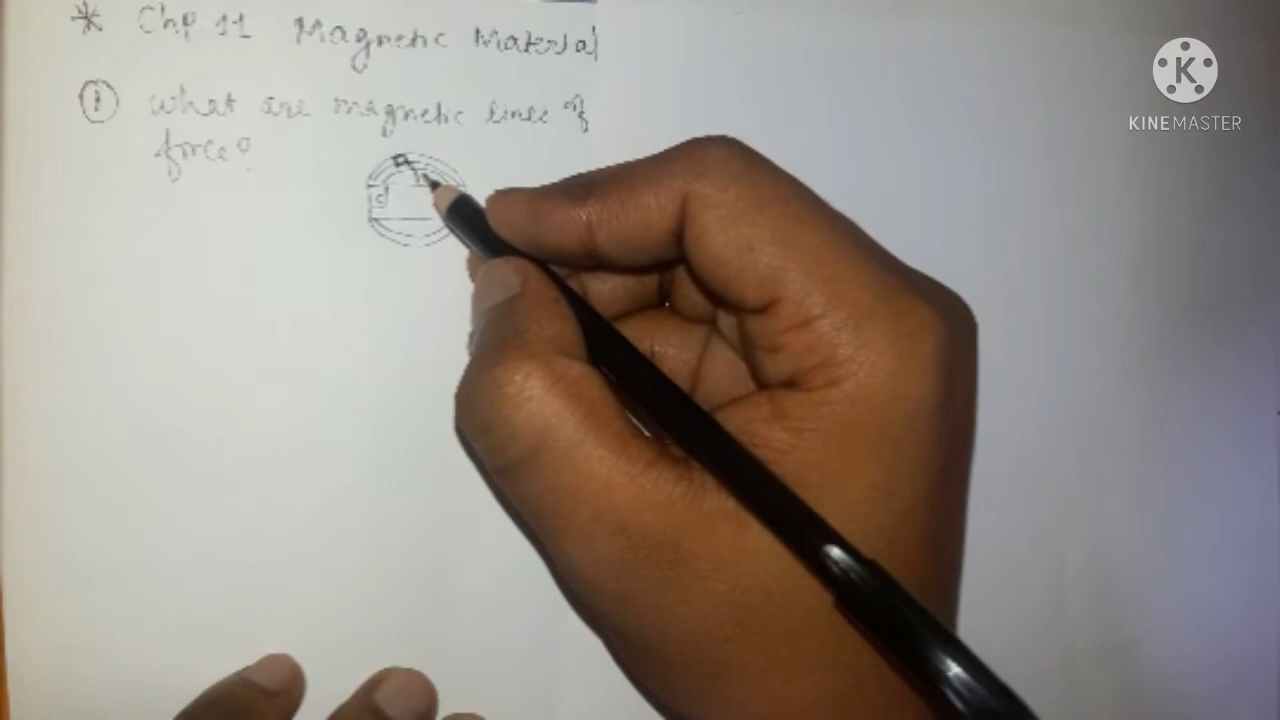 * Chp 11 Magnetic Material
① what are magnetic lines of
force?
S
K
KINEMASTER